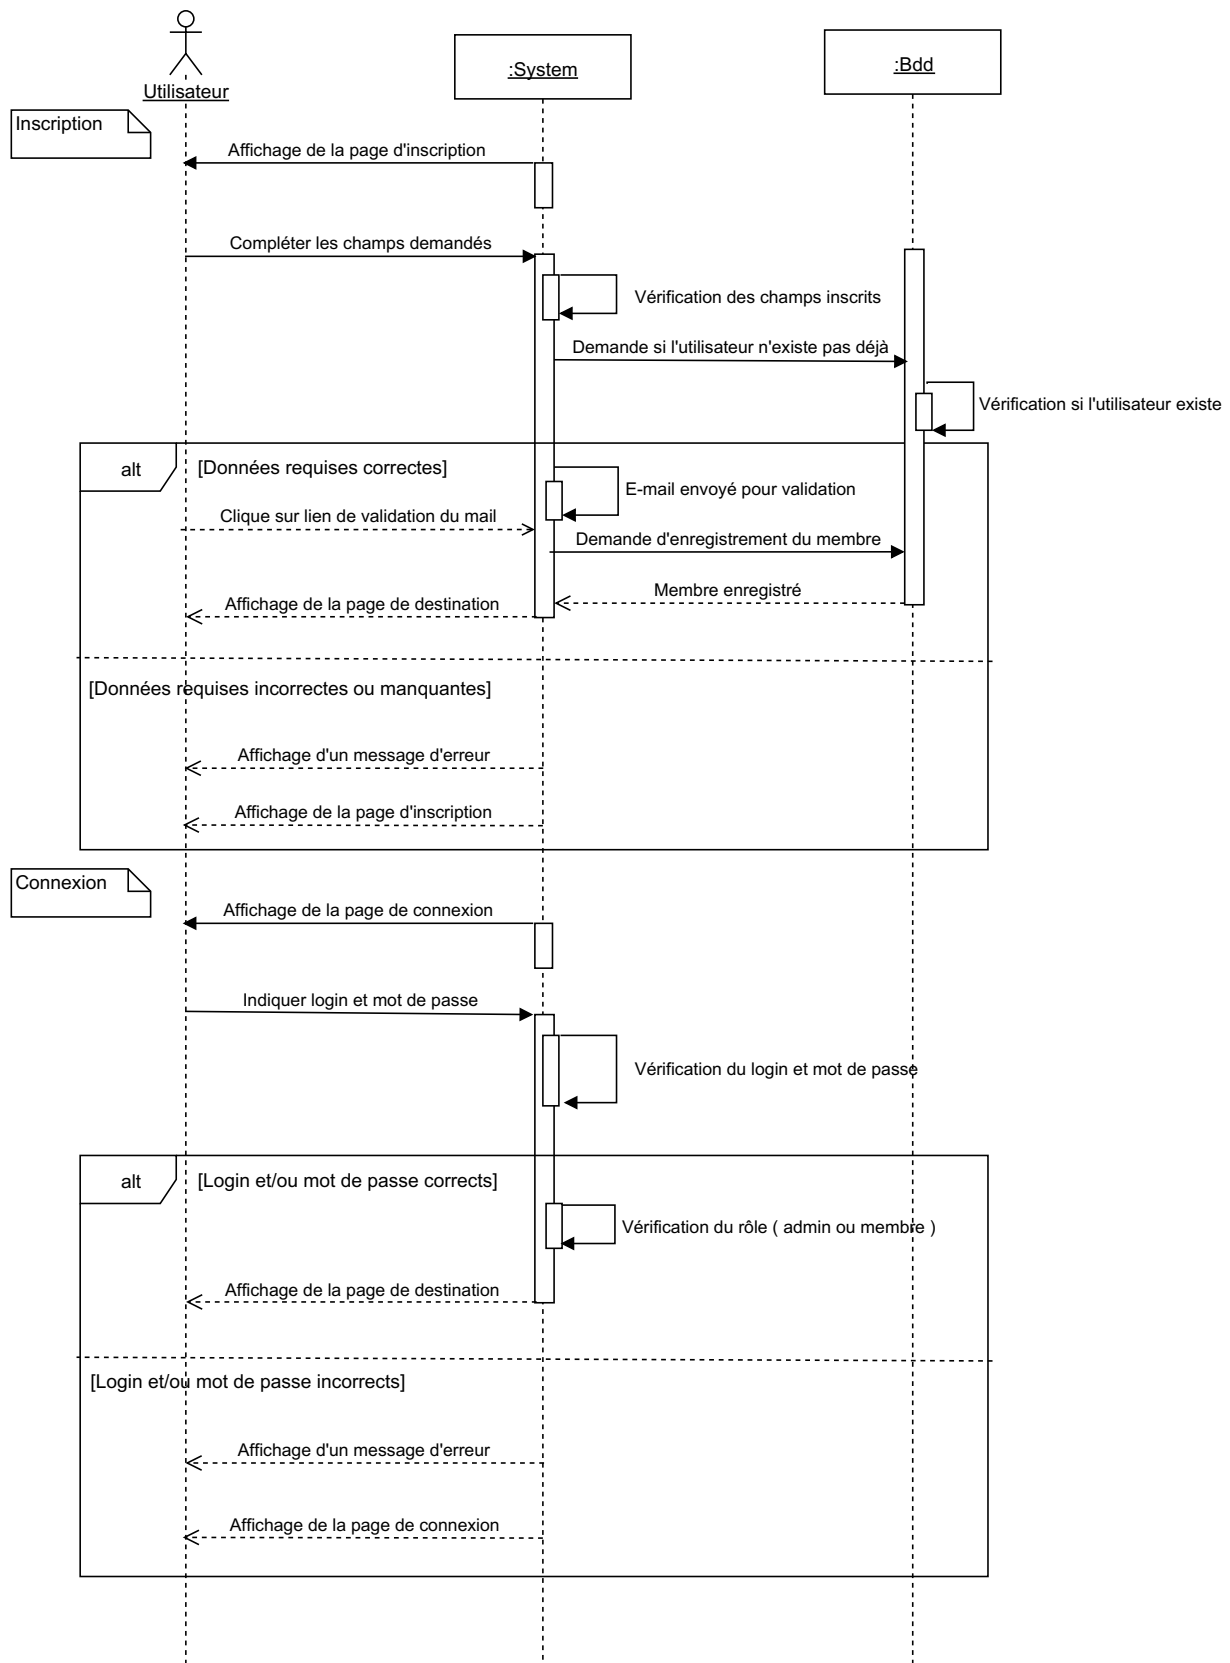 Utilisateur
:System
:Bdd
Inscription
Affichage de la page d'inscription
Compléter les champs demandés
Vérification des champs inscrits
Demande si l'utilisateur n'existe pas déjà
Vérification si l'utilisateur existe
alt
[Données requises correctes]
E-mail envoyé pour validation
Clique sur lien de validation du mail
Demande d'enregistrement du membre
Membre enregistré
Affichage de la page de destination
[Données requises incorrectes ou manquantes]
Affichage d'un message d'erreur
Affichage de la page d'inscription
Connexion
Affichage de la page de connexion
Indiquer login et mot de passe
Vérification du login et mot de passe
alt
[Login et/ou mot de passe corrects]
Vérification du rôle ( admin ou membre )
Affichage de la page de destination
[Login et/ou mot de passe incorrects]
Affichage d'un message d'erreur
Affichage de la page de connexion